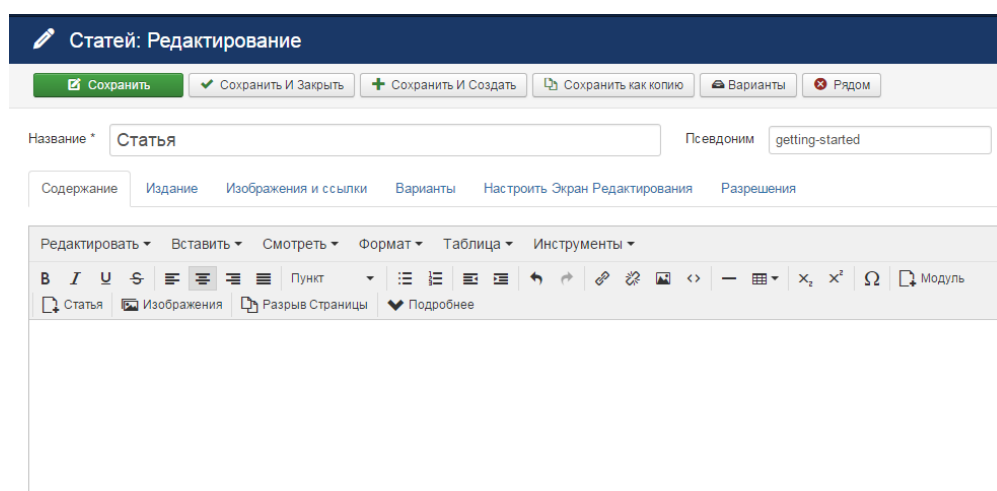 Статей: Редактирование
Сохранить Сохранить И Закрыть Сохранить И Создать Сохранить как копию Варианты Рядом
Название * Статья Псевдоним getting-started
Содержание Издание Изображения и ссылки Варианты Настроить Экран Редактирования Разрешения
Редактировать Вставить Смотреть Формат Таблица Инструменты
B I U S Пункт X₂ X² Ω Модуль
Статья Изображения Разрыв Страницы Подробнее